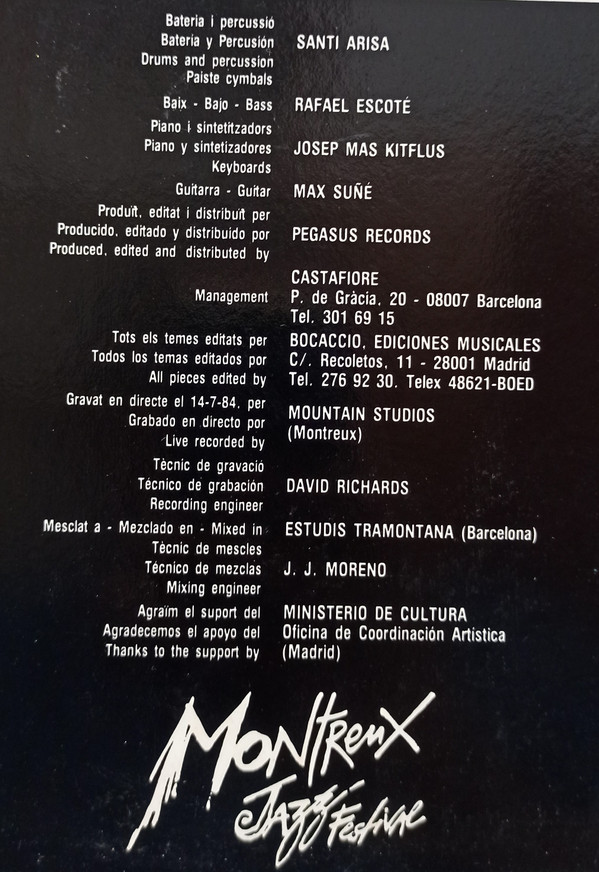 Bateria i percussió
Batería y Percusión SANTI ARISA
Drums and percussion
Paiste cymbals
Baix - Bajo - Bass RAFAEL ESCOTÉ
Piano i sintetitzadors
Piano y sintetizadores JOSEP MAS KITFLUS
Keyboards
Guitarra - Guitar MAX SUÑÉ
Produït, editat i distribuït per
Producido, editado y distribuido por PEGASUS RECORDS
Produced, edited and distributed by
CASTAFIORE
Management P. de Gràcia, 20 - 08007 Barcelona
Tel. 301 69 15
Tots els temes editats per BOCACCIO, EDICIONES MUSICALES
Todos los temas editados por C/. Recoletos, 11 - 28001 Madrid
All pieces edited by Tel. 276 92 30. Telex 48621-BOED
Gravat en directe el 14-7-84, per
Grabado en directo por MOUNTAIN STUDIOS
Live recorded by (Montreux)
Tècnic de gravació
Técnico de grabación DAVID RICHARDS
Recording engineer
Mesclat a - Mezclado en - Mixed in ESTUDIS TRAMONTANA (Barcelona)
Tècnic de mescles
Técnico de mezclas J. J. MORENO
Mixing engineer
Agraïm el suport del MINISTERIO DE CULTURA
Agradecemos el apoyo del Oficina de Coordinación Artística
Thanks to the support by (Madrid)
MONTREUX
JAZZ FESTIVAL